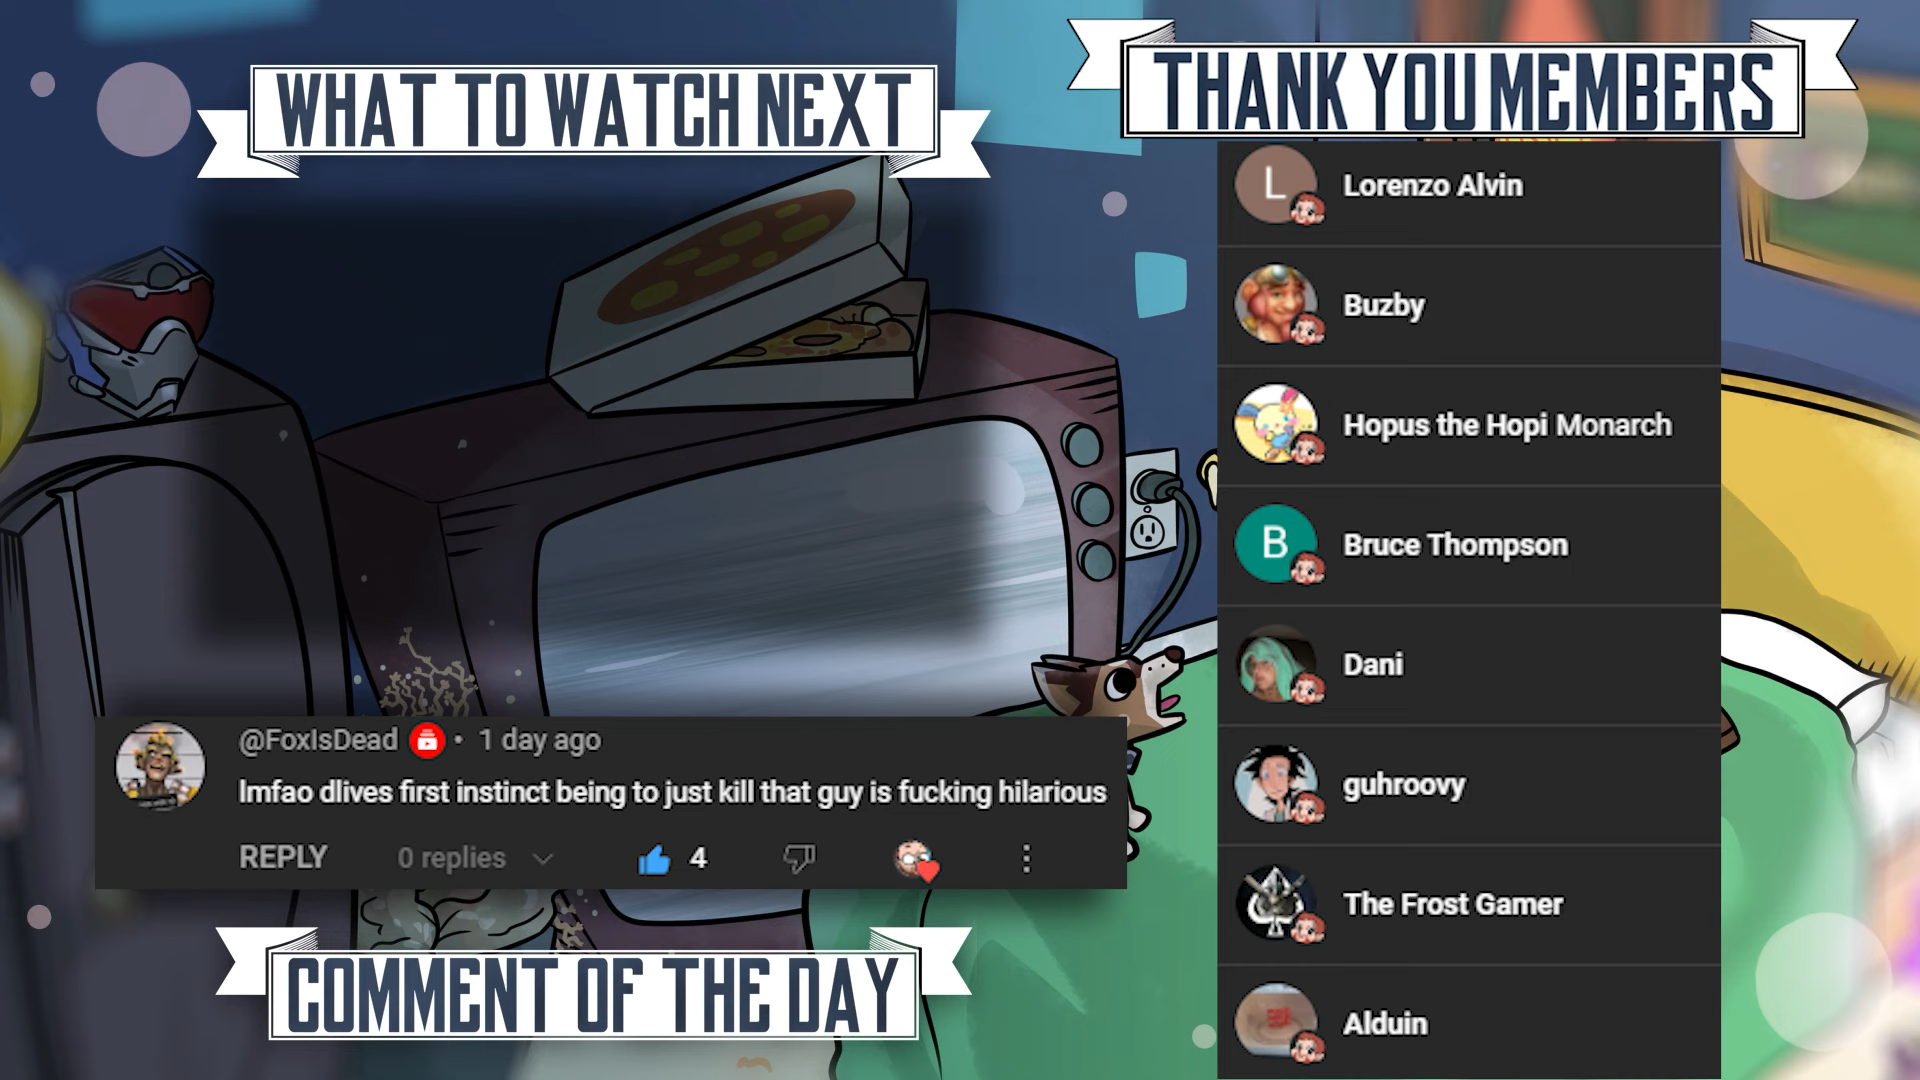 WHAT TO WATCH NEXT
THANK YOU MEMBERS
L Lorenzo Alvin
Buzby
Hopus the Hopi Monarch
B Bruce Thompson
Dani
guhroovy
The Frost Gamer
Alduin
@FoxIsDead • 1 day ago
lmfao dlives first instinct being to just kill that guy is fucking hilarious
REPLY 0 replies 4
COMMENT OF THE DAY